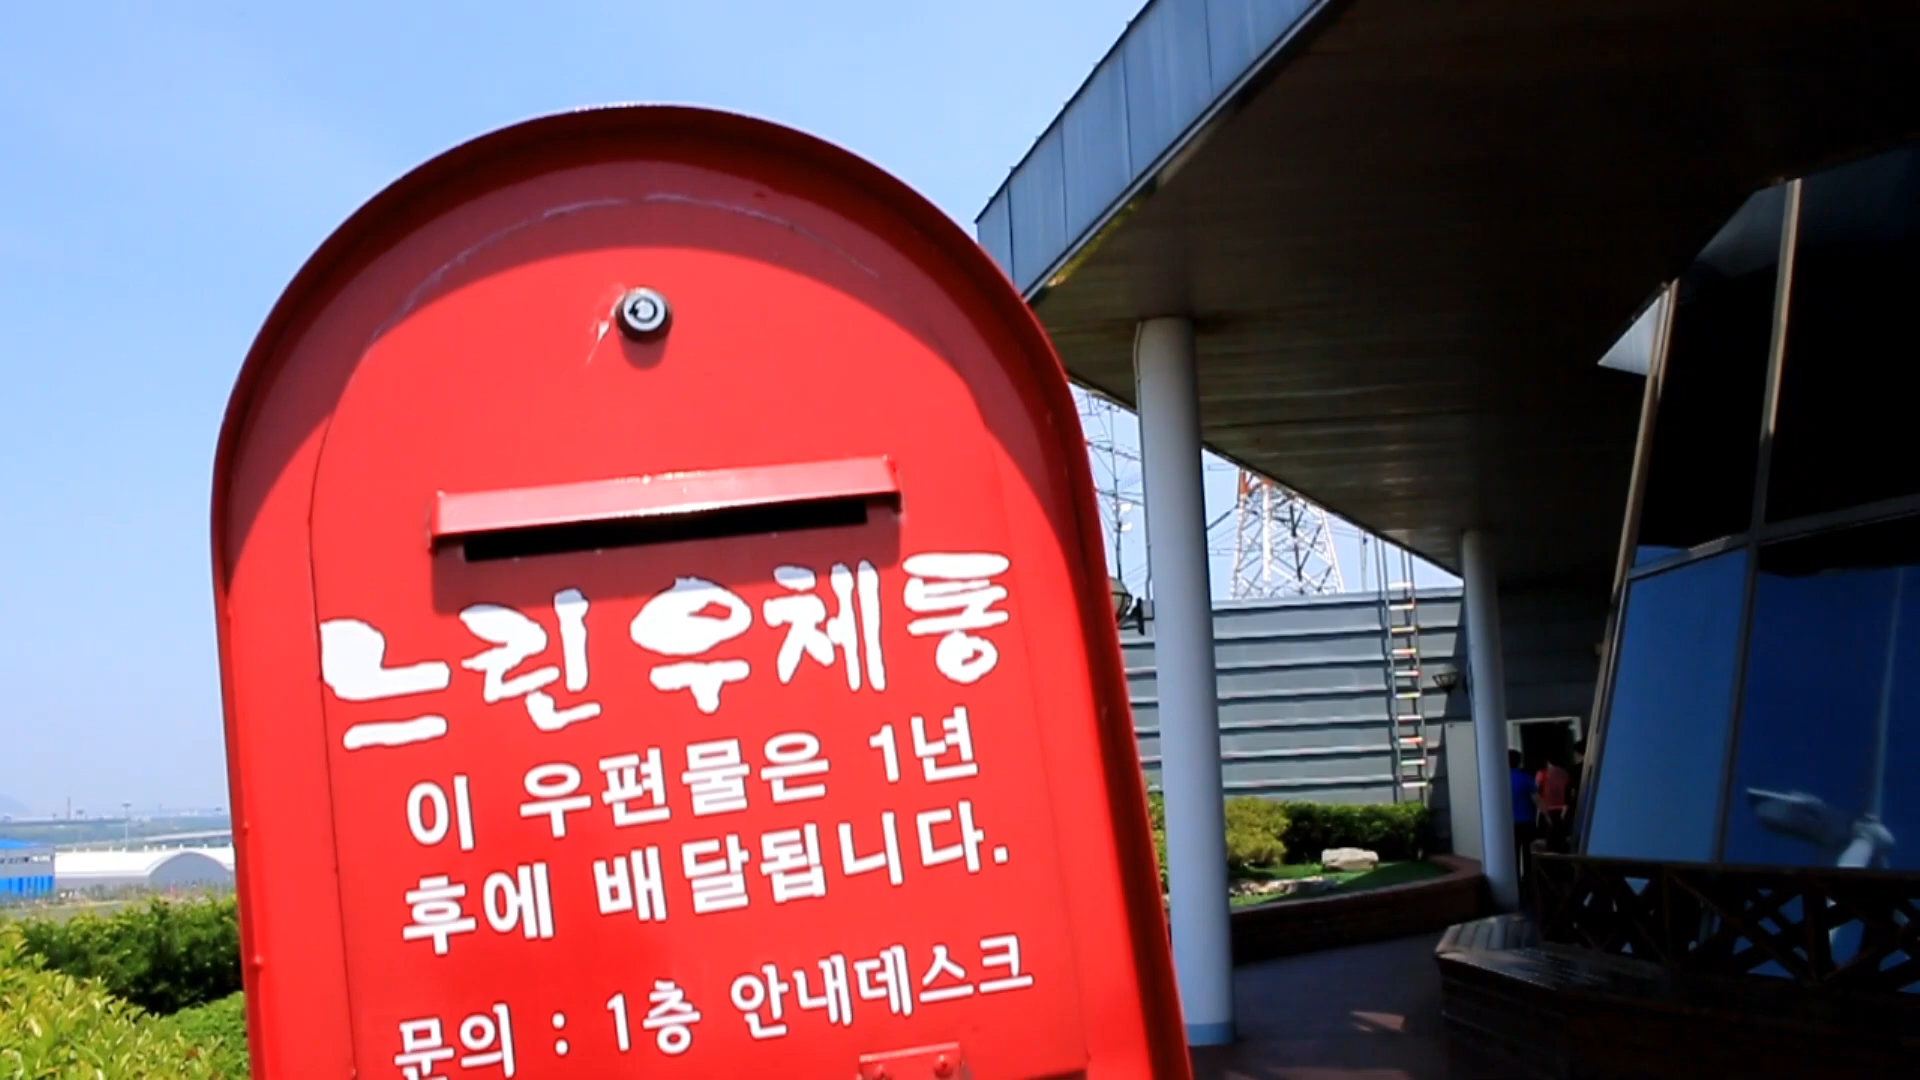 느린우체통
이 우편물은 1년
후에 배달됩니다.
문의 : 1층 안내데스크